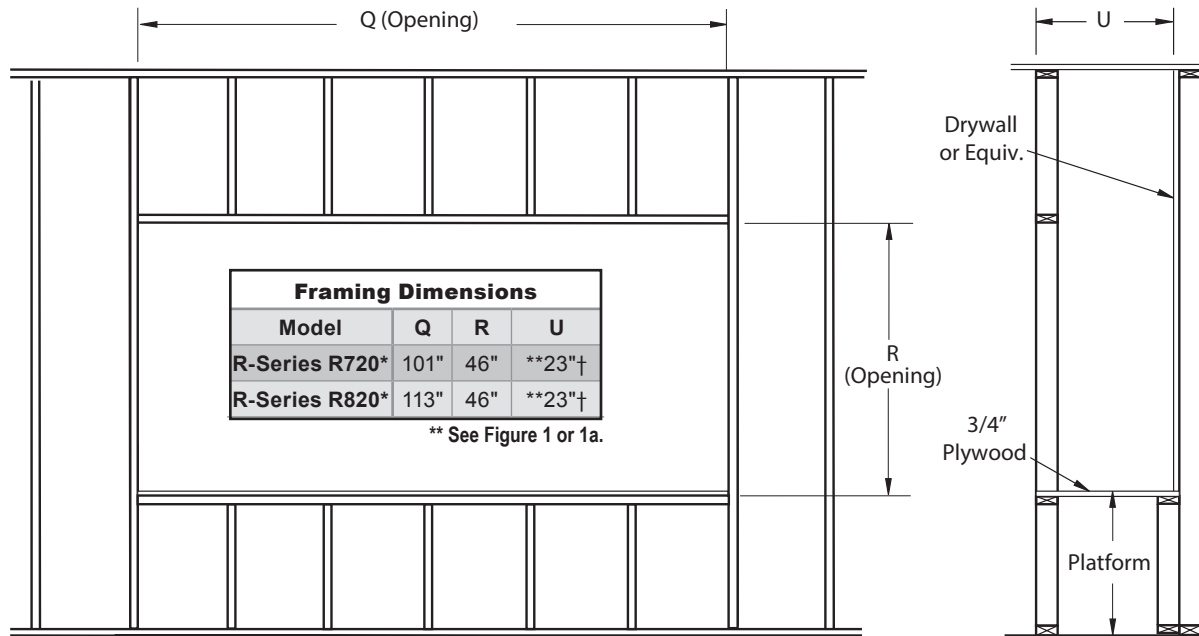 Q (Opening)
U
Drywall
or Equiv.
Framing Dimensions
Model Q R U
R-Series R720* 101" 46" **23"†
R-Series R820* 113" 46" **23"†
** See Figure 1 or 1a.
R
(Opening)
3/4"
Plywood
Platform